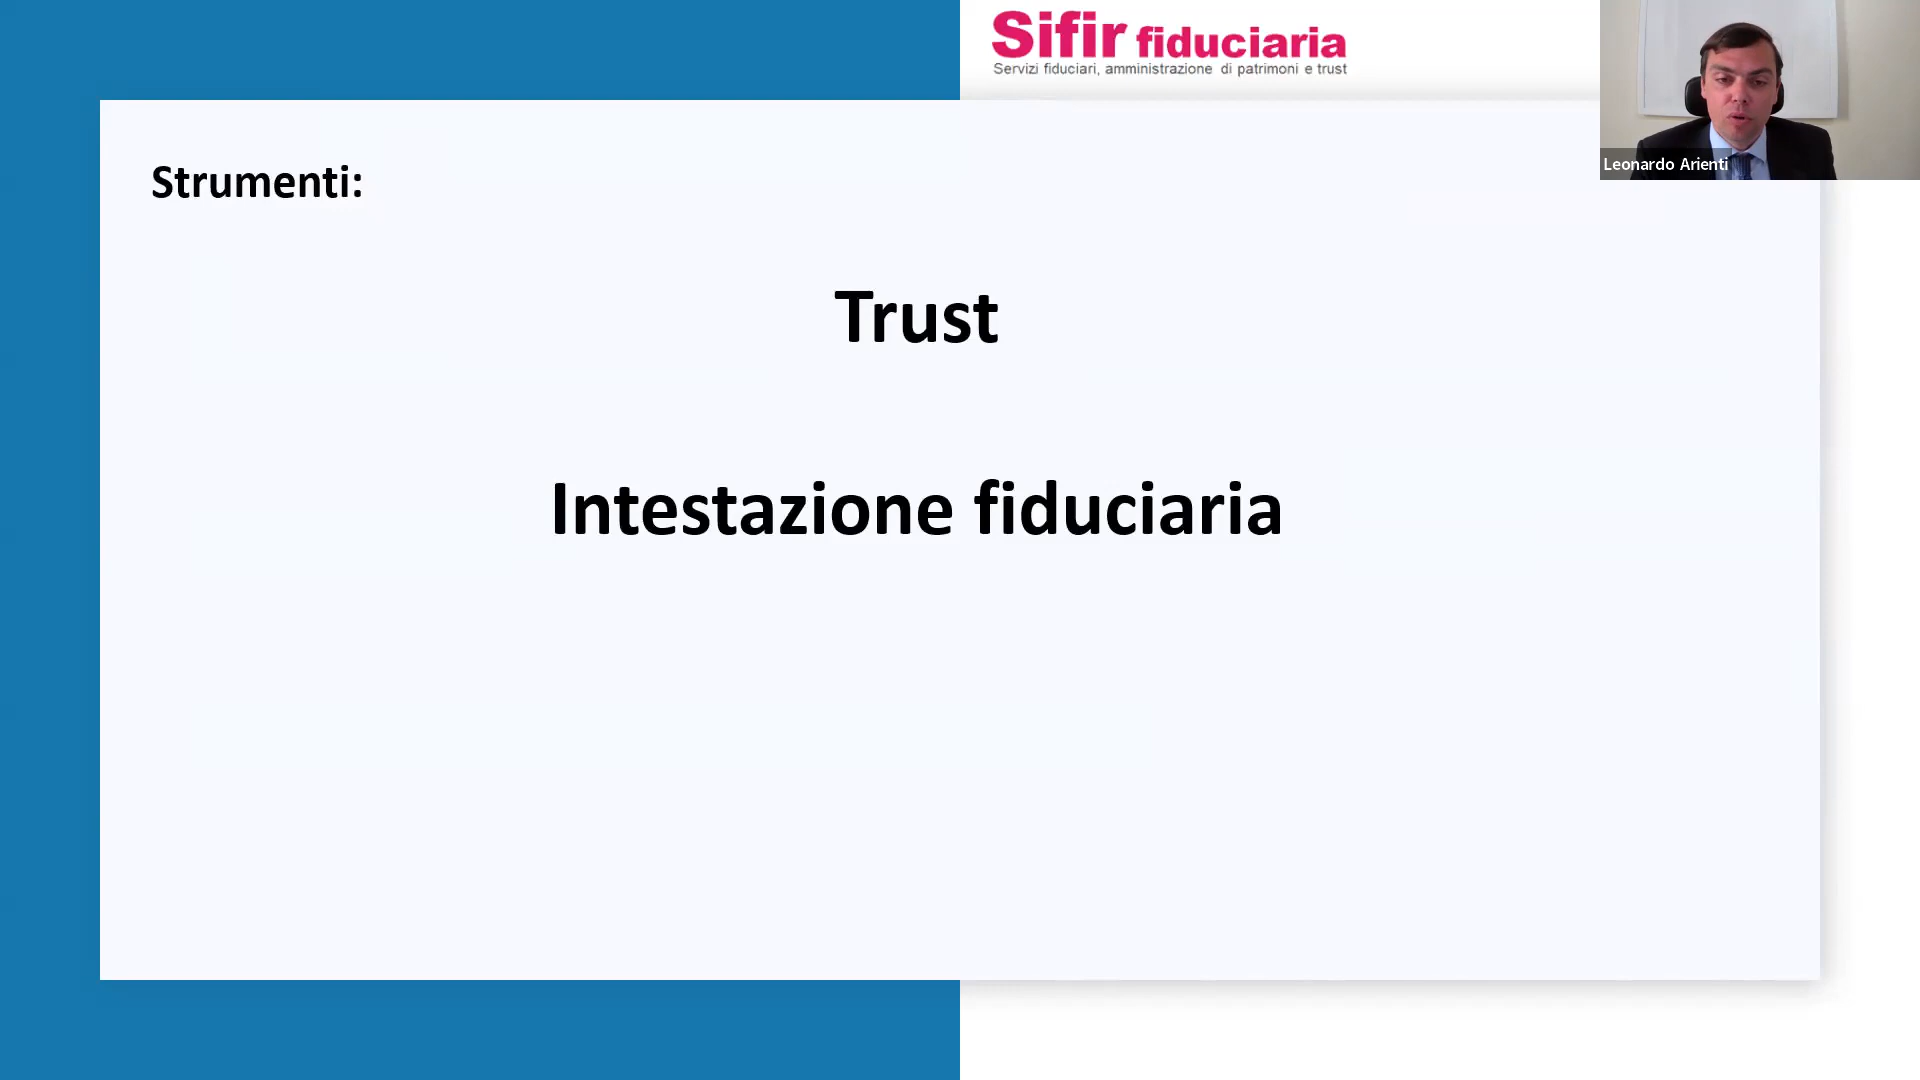 Sifir fiduciaria
Servizi fiduciari, amministrazione di patrimoni e trust
Leonardo Arienti
Strumenti:
Trust
Intestazione fiduciaria